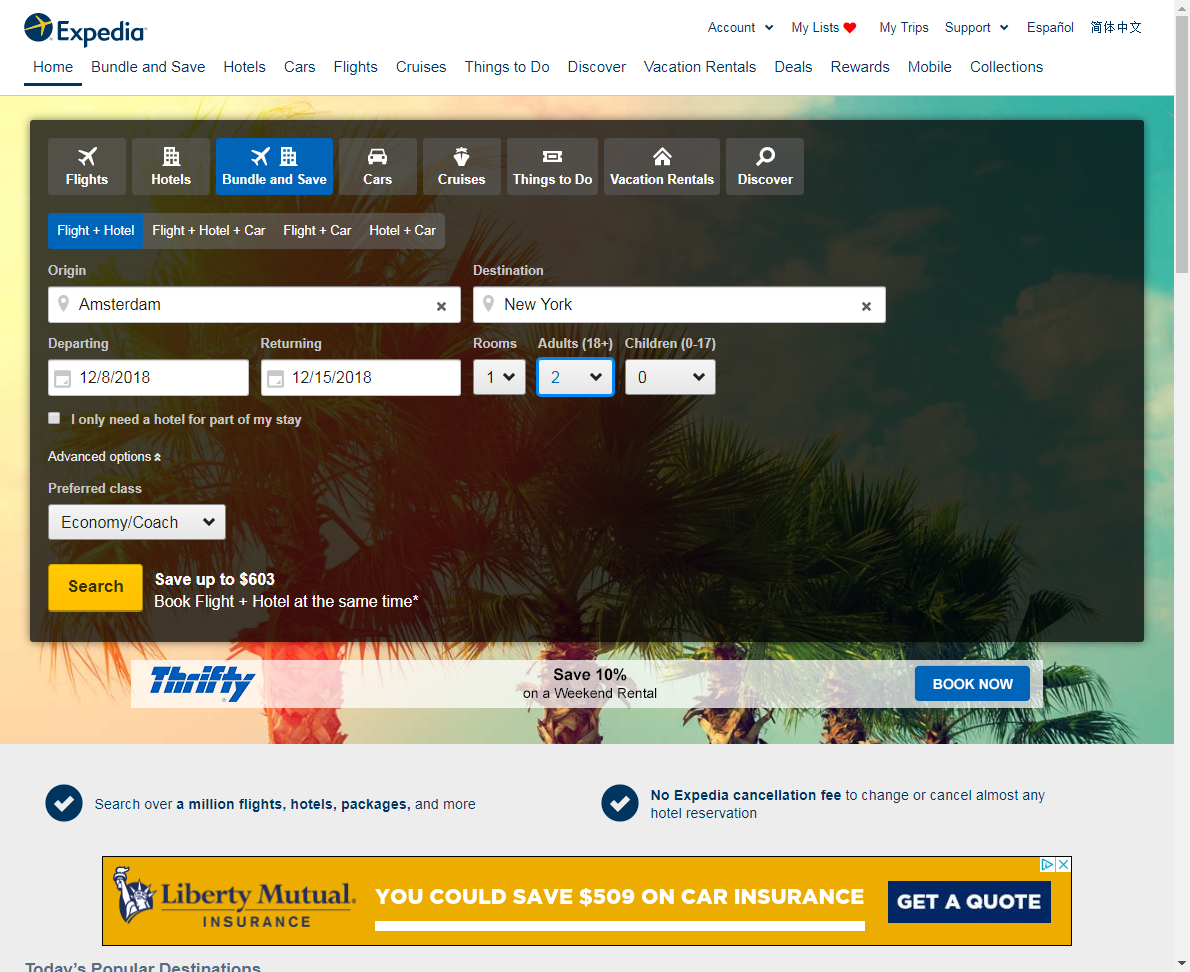 Expedia
Account
My Lists
My Trips
Support
Español
简体中文
Home
Bundle and Save
Hotels
Cars
Flights
Cruises
Things to Do
Discover
Vacation Rentals
Deals
Rewards
Mobile
Collections
Flights
Hotels
Bundle and Save
Cars
Cruises
Things to Do
Vacation Rentals
Discover
Flight + Hotel
Flight + Hotel + Car
Flight + Car
Hotel + Car
Origin
Destination
Amsterdam
New York
Departing
Returning
Rooms
Adults (18+)
Children (0-17)
12/8/2018
12/15/2018
1
2
0
I only need a hotel for part of my stay
Advanced options
Preferred class
Economy/Coach
Search
Save up to $603
Book Flight + Hotel at the same time*
Thrifty
Save 10%
on a Weekend Rental
BOOK NOW
Search over a million flights, hotels, packages, and more
No Expedia cancellation fee to change or cancel almost any
hotel reservation
Liberty Mutual.
INSURANCE
YOU COULD SAVE $509 ON CAR INSURANCE
GET A QUOTE
Today's Popular Destinations